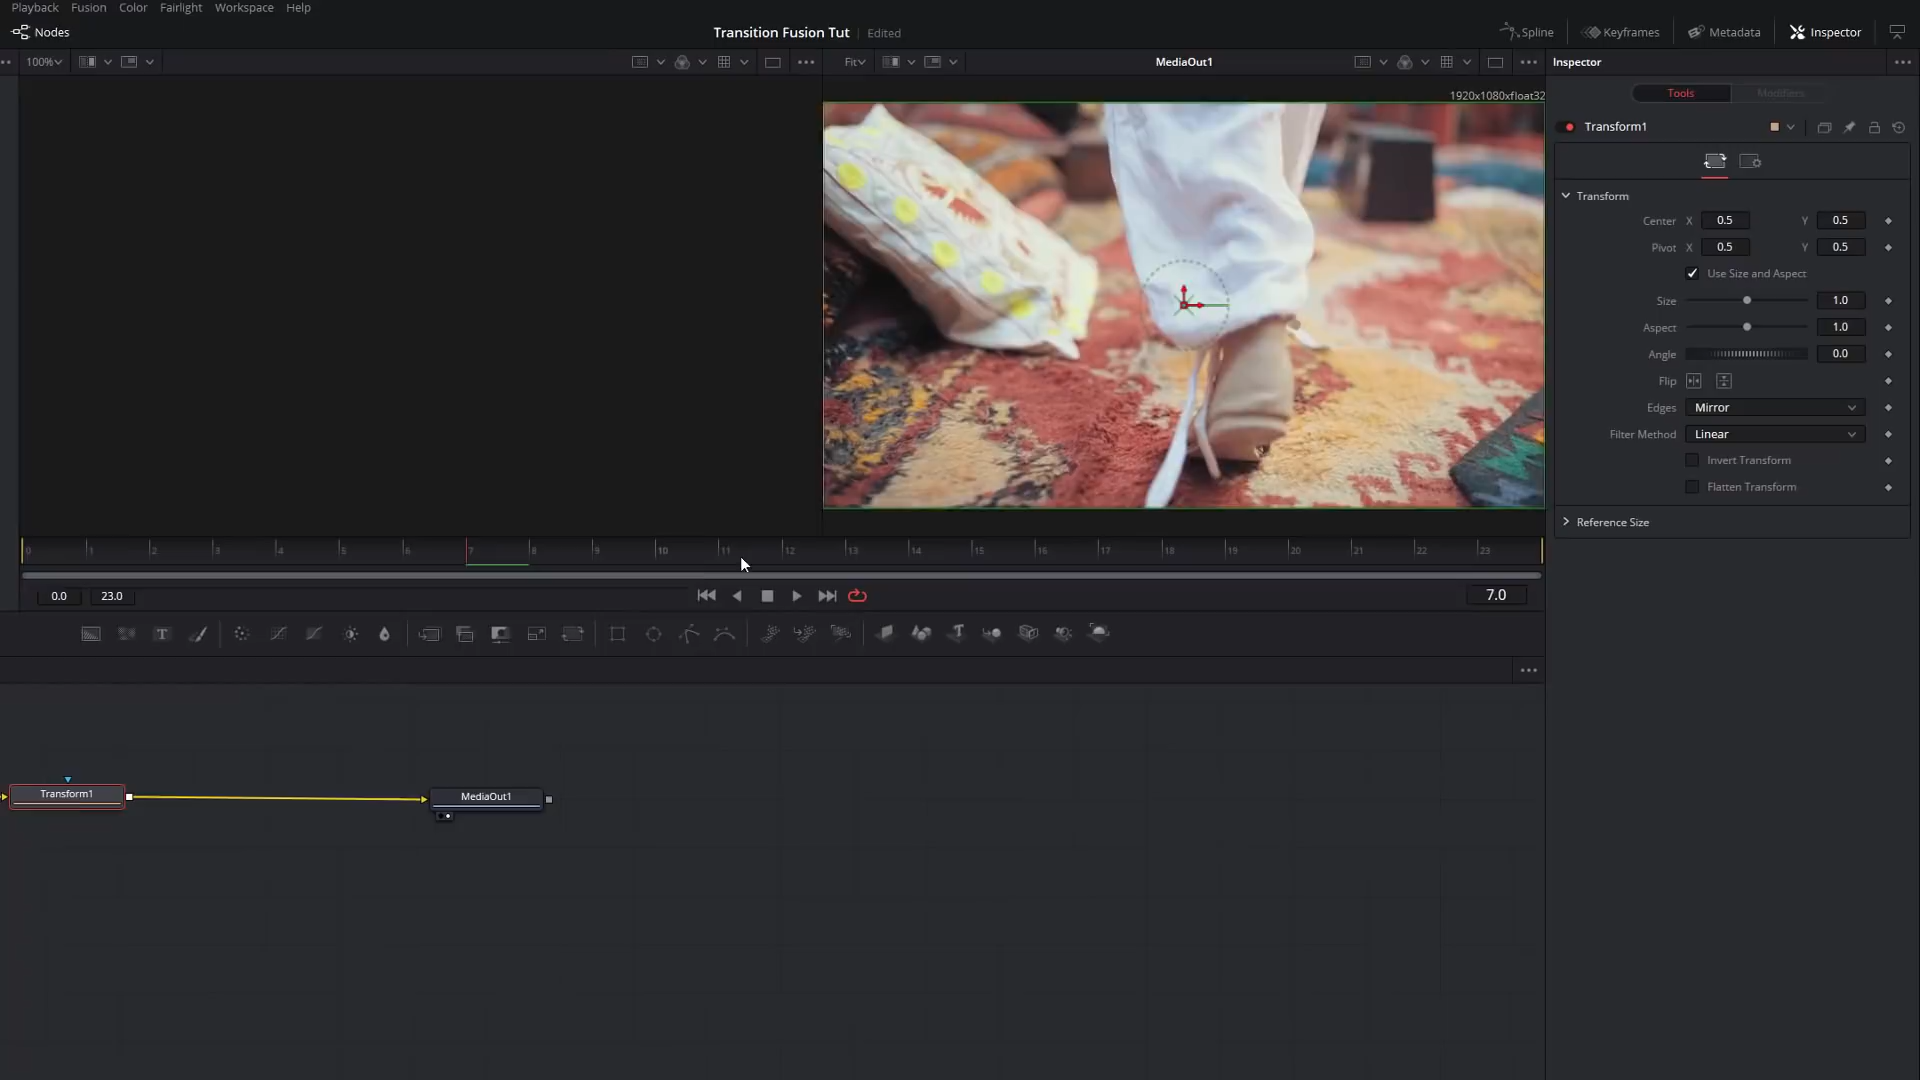 Playback Fusion Color Fairlight Workspace Help
Nodes
Transition Fusion Tut Edited
Spline Keyframes Metadata Inspector
100% Fit MediaOut1 Inspector
1920x1080xfloat32
Tools Modifiers
Transform1
Transform
Center X 0.5 Y 0.5
Pivot X 0.5 Y 0.5
Use Size and Aspect
Size 1.0
Aspect 1.0
Angle 0.0
Flip
Edges Mirror
Filter Method Linear
Invert Transform
Flatten Transform
Reference Size
0 1 2 3 4 5 6 7 8 9 10 11 12 13 14 15 16 17 18 19 20 21 22 23
0.0 23.0 7.0
T T
Transform1 MediaOut1